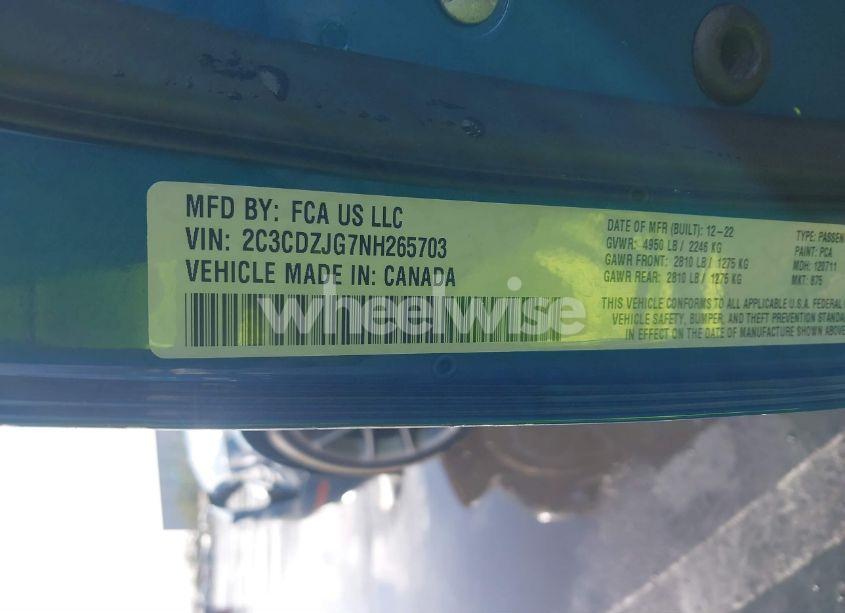 MFD BY: FCA US LLC
VIN: 2C3CDZJG7NH265703
VEHICLE MADE IN: CANADA
DATE OF MFR (BUILT): 12-22
GVWR: 4950 LB / 2246 KG
GAWR FRONT: 2810 LB / 1275 KG
GAWR REAR: 2810 LB / 1275 KG
TYPE: PASSEN
PAINT: PCA
MDH: 120711
MKT: 875
THIS VEHICLE CONFORMS TO ALL APPLICABLE U.S.A. FEDERAL
VEHICLE SAFETY, BUMPER, AND THEFT PREVENTION STANDA
IN EFFECT ON THE DATE OF MANUFACTURE SHOWN ABOVE
wheelwise